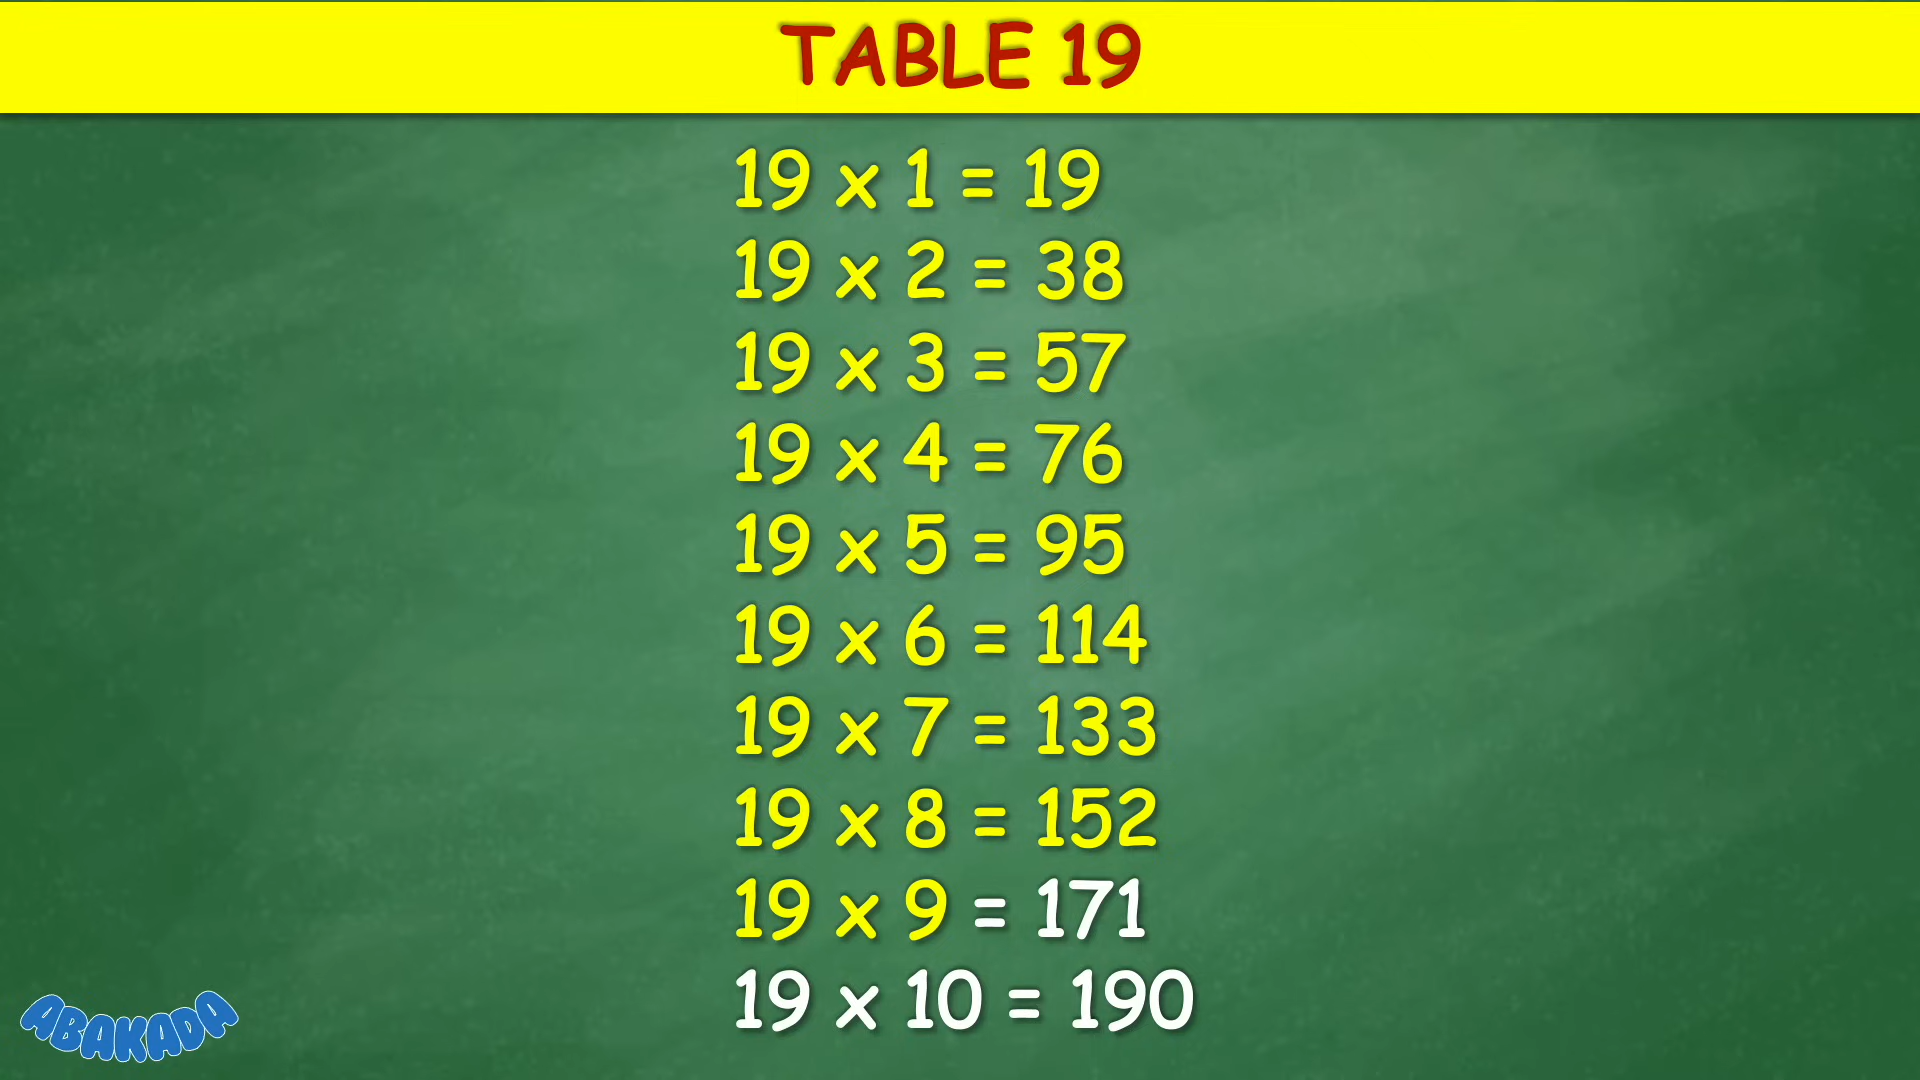 TABLE 19
19 x 1 = 19
19 x 2 = 38
19 x 3 = 57
19 x 4 = 76
19 x 5 = 95
19 x 6 = 114
19 x 7 = 133
19 x 8 = 152
19 x 9 = 171
19 x 10 = 190
ABAKADA